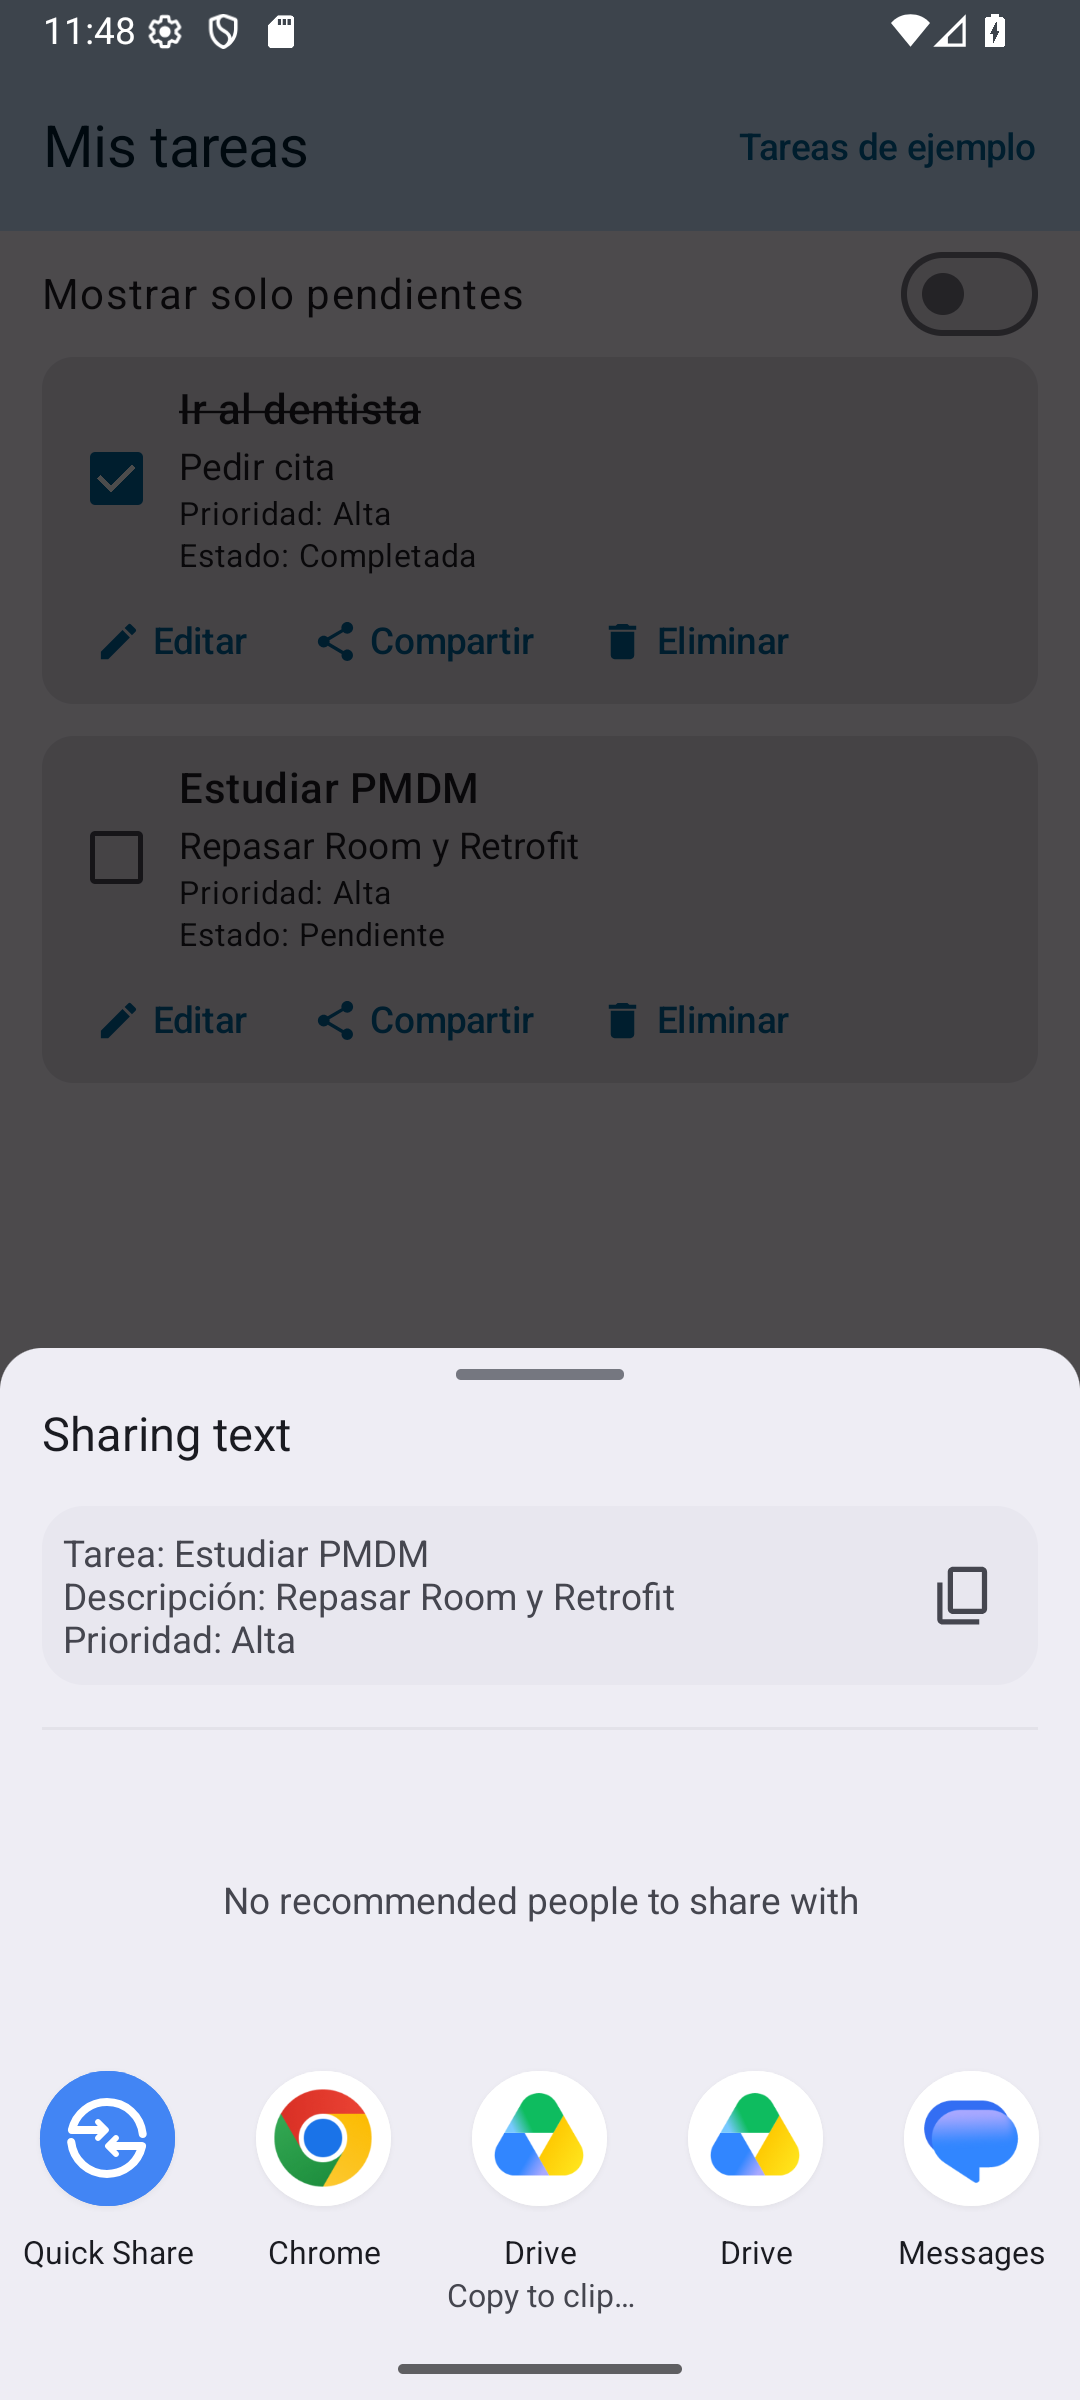 11:48
Mis tareas
Tareas de ejemplo
Mostrar solo pendientes
Ir al dentista
Pedir cita
Prioridad: Alta
Estado: Completada
Editar
Compartir
Eliminar
Estudiar PMDM
Repasar Room y Retrofit
Prioridad: Alta
Estado: Pendiente
Editar
Compartir
Eliminar
Sharing text
Tarea: Estudiar PMDM
Descripción: Repasar Room y Retrofit
Prioridad: Alta
No recommended people to share with
Quick Share
Chrome
Drive
Copy to clip…
Drive
Messages